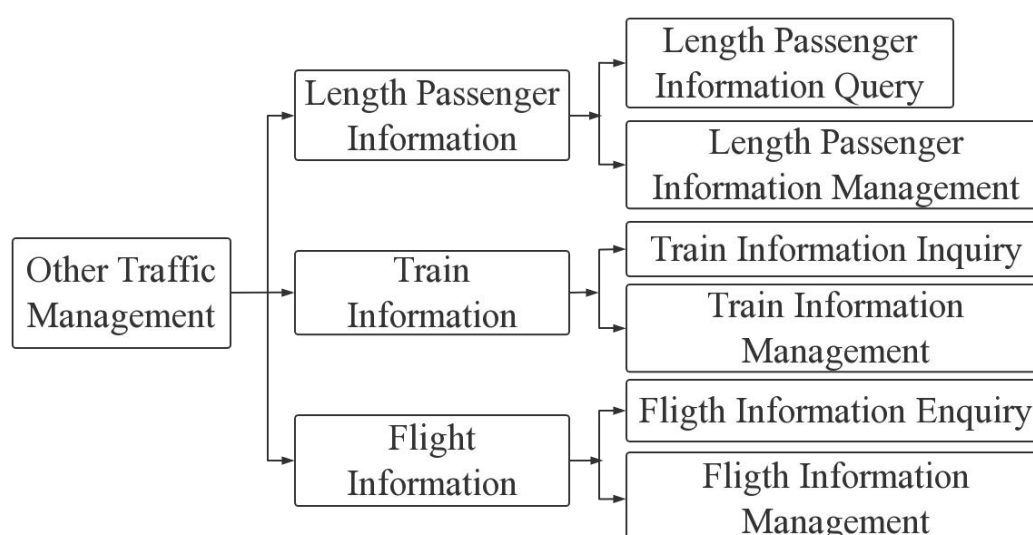 Other Traffic
Management
Length Passenger
Information
Train
Information
Flight
Information
Length Passenger
Information Query
Length Passenger
Information Management
Train Information Inquiry
Train Information
Management
Fligth Information Enquiry
Fligth Information
Management